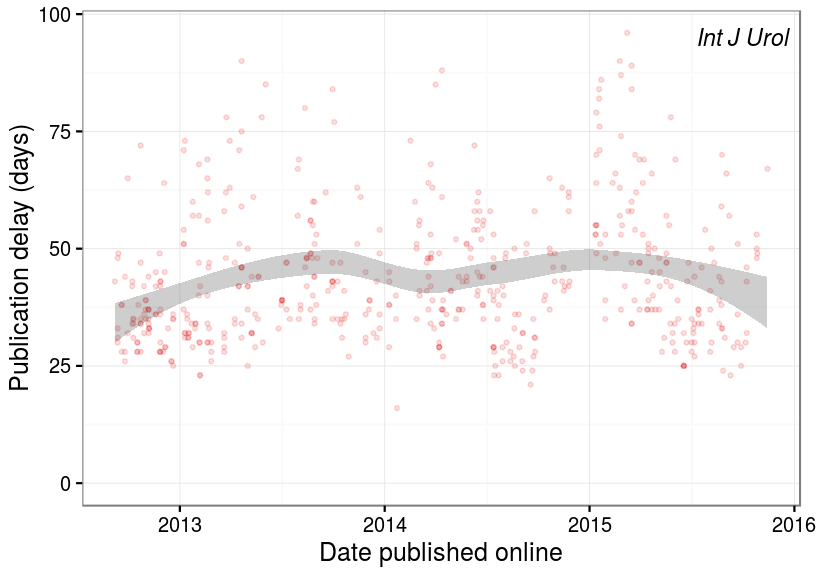 Int J Urol
100
75
50
25
0
Publication delay (days)
2013 2014 2015 2016
Date published online